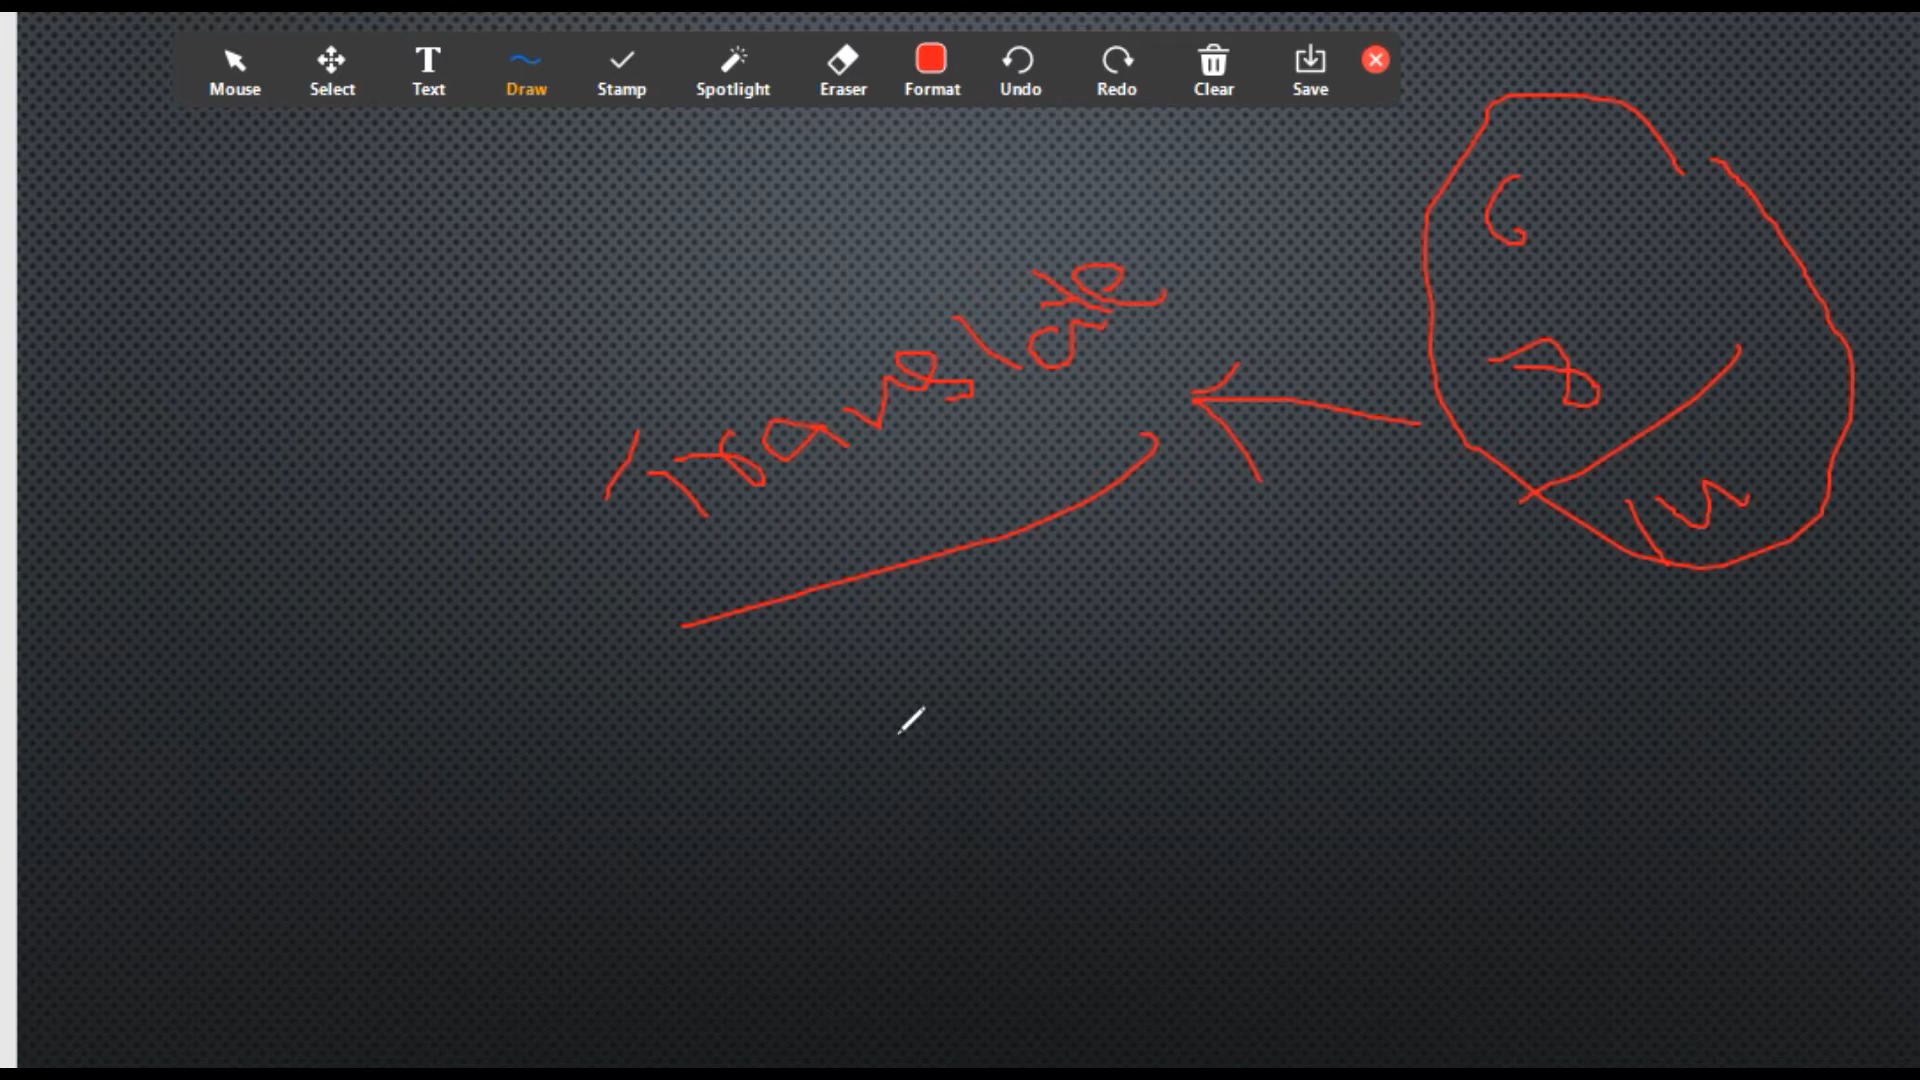 Mouse Select Text Draw Stamp Spotlight Eraser Format Undo Redo Clear Save
Translate
C